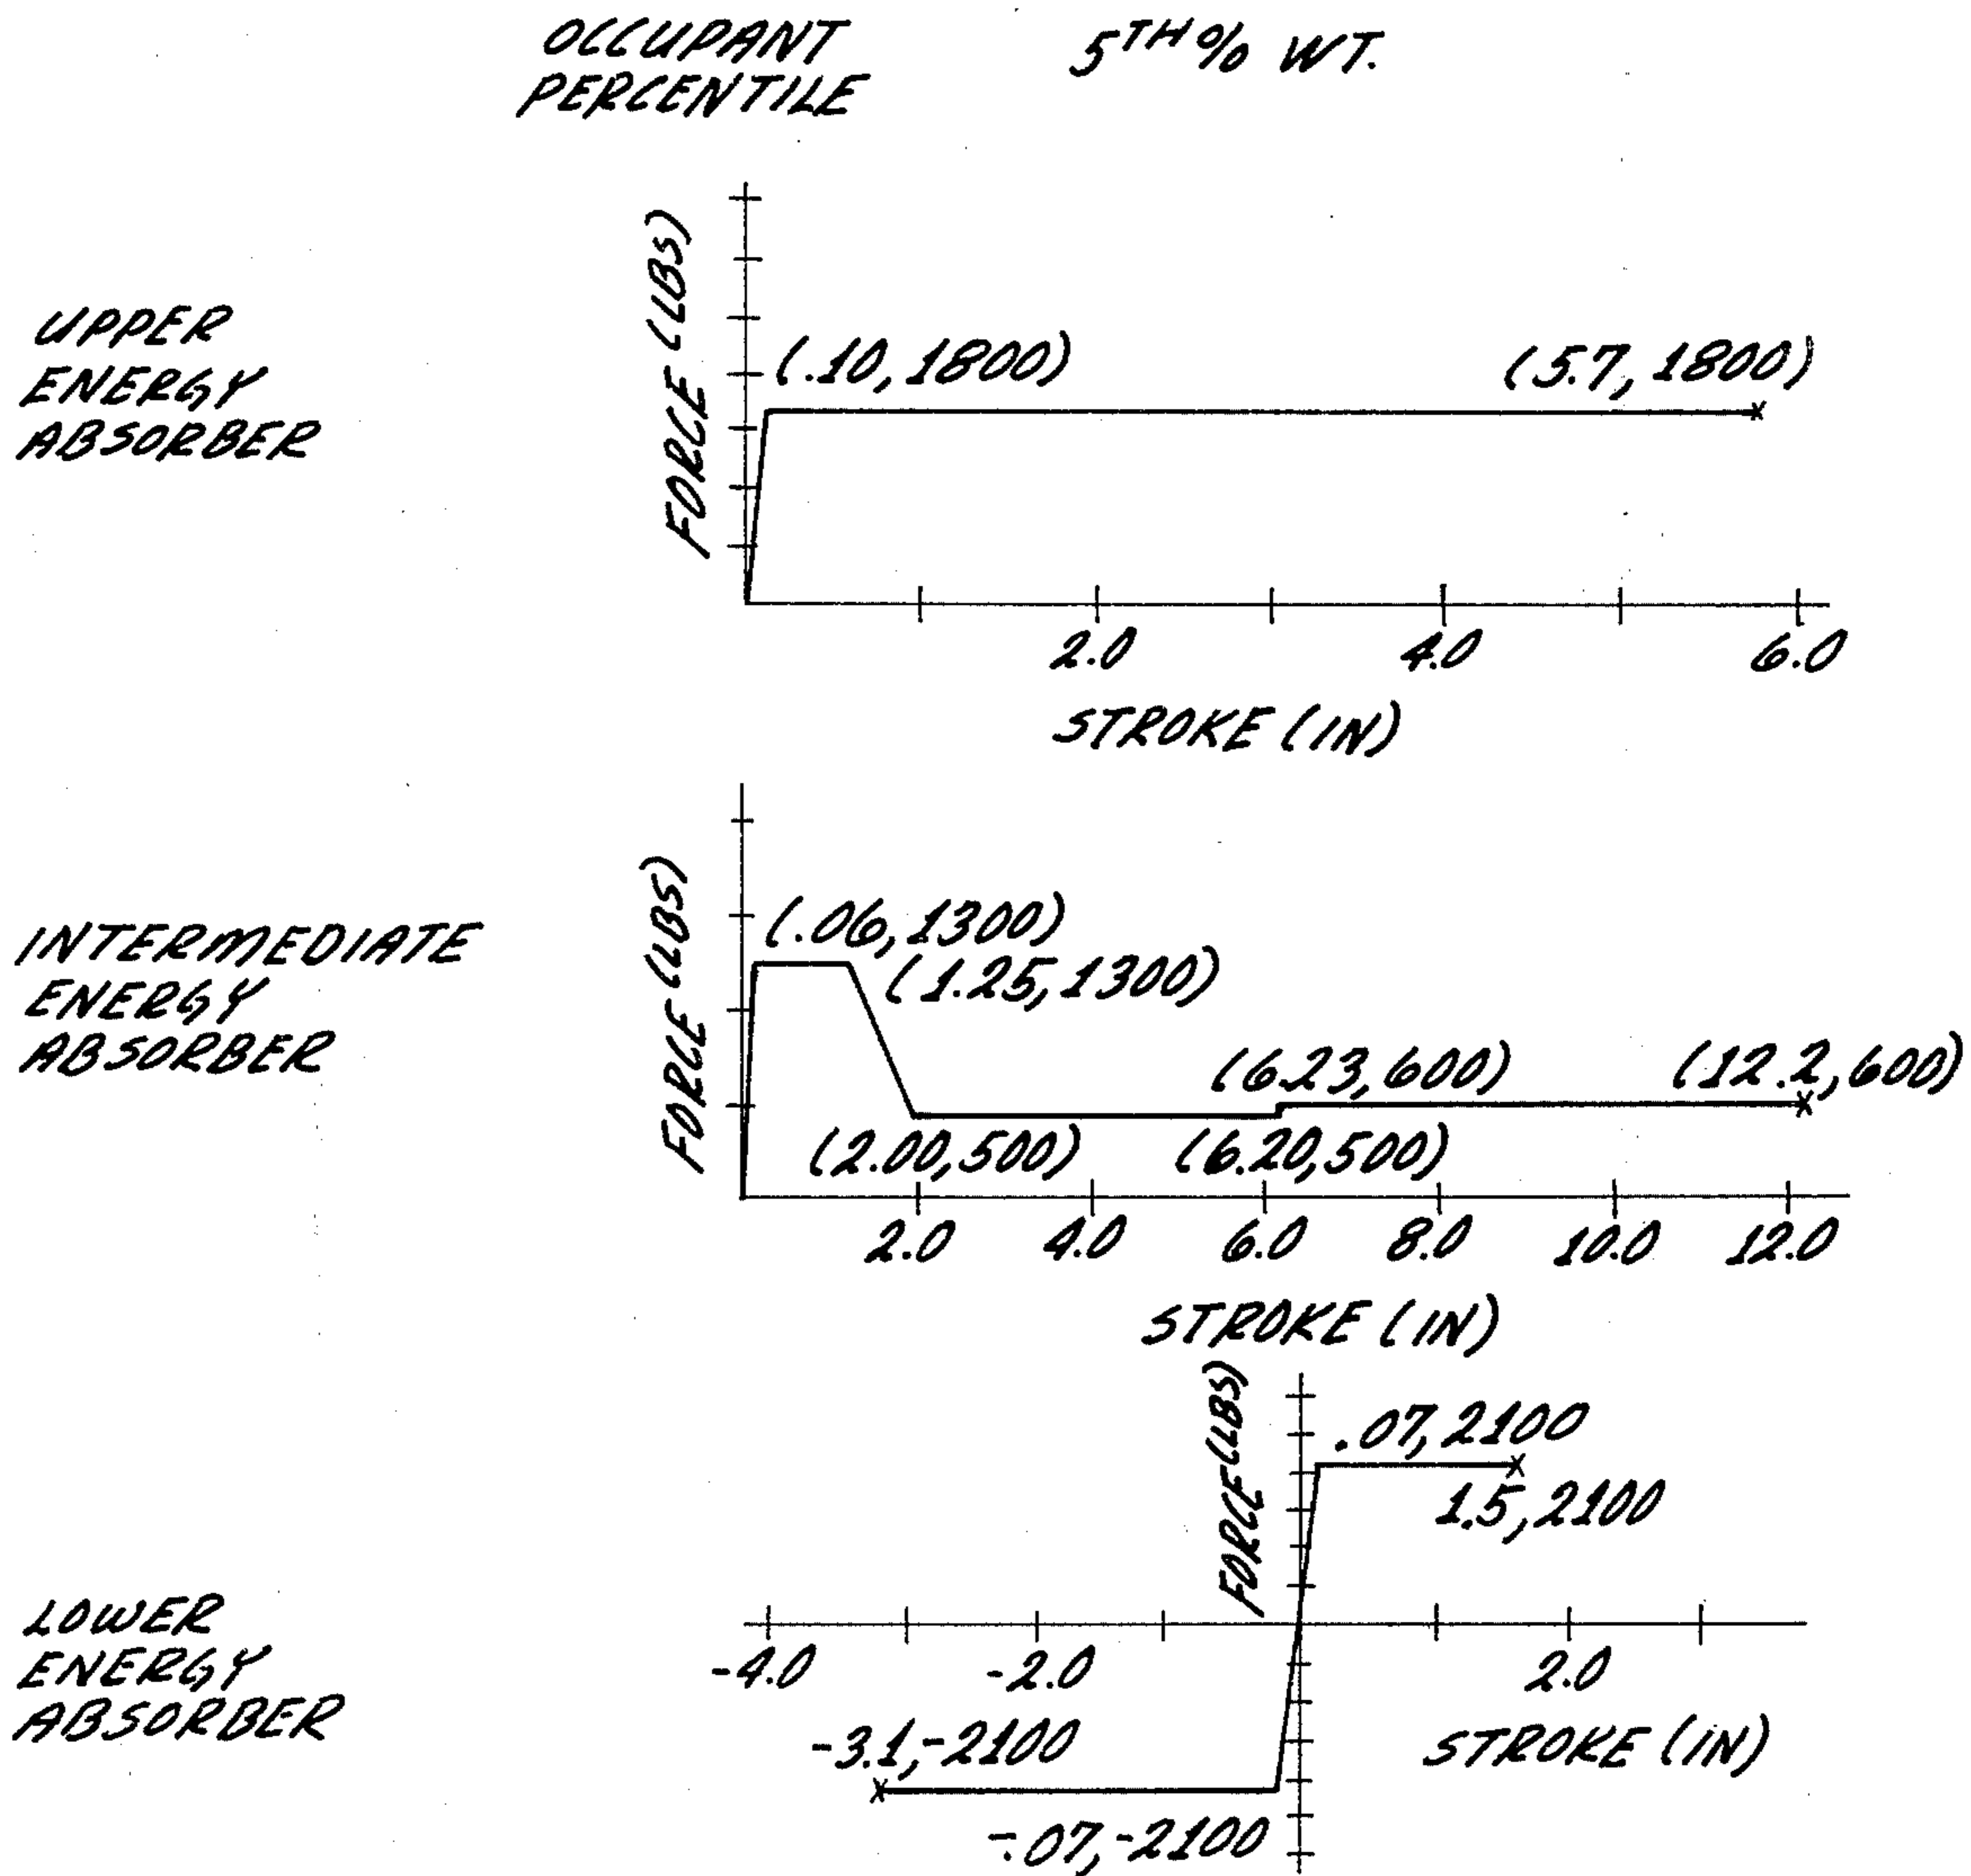 OCCUPANT
PERCENTILE
5TH% WT.
UPPER
ENERGY
ABSORBER
FORCE (LBS)
(.10, 1800)
(5.7, 1800)
2.0
4.0
6.0
STROKE (IN)
INTERMEDIATE
ENERGY
ABSORBER
FORCE (LBS)
(.06, 1300)
(1.25, 1300)
(6.23, 600)
(12.2, 600)
(2.00, 500)
(6.20, 500)
2.0
4.0
6.0
8.0
10.0
12.0
STROKE (IN)
LOWER
ENERGY
ABSORBER
FORCE (LBS)
.07, 2100
1.5, 2100
-4.0
-2.0
2.0
-3.1, -2100
STROKE (IN)
-.07, -2100